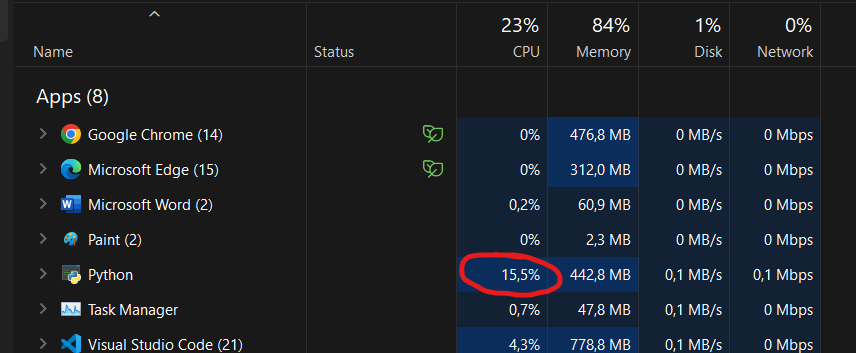 23% 84% 1% 0%
Name Status CPU Memory Disk Network
Apps (8)
Google Chrome (14) 0% 476,8 MB 0 MB/s 0 Mbps
Microsoft Edge (15) 0% 312,0 MB 0 MB/s 0 Mbps
Microsoft Word (2) 0,2% 60,9 MB 0 MB/s 0 Mbps
Paint (2) 0% 2,3 MB 0 MB/s 0 Mbps
Python 15,5% 442,8 MB 0,1 MB/s 0,1 Mbps
Task Manager 0,7% 47,8 MB 0,1 MB/s 0 Mbps
Visual Studio Code (21) 4,3% 778,8 MB 0,1 MB/s 0 Mbps